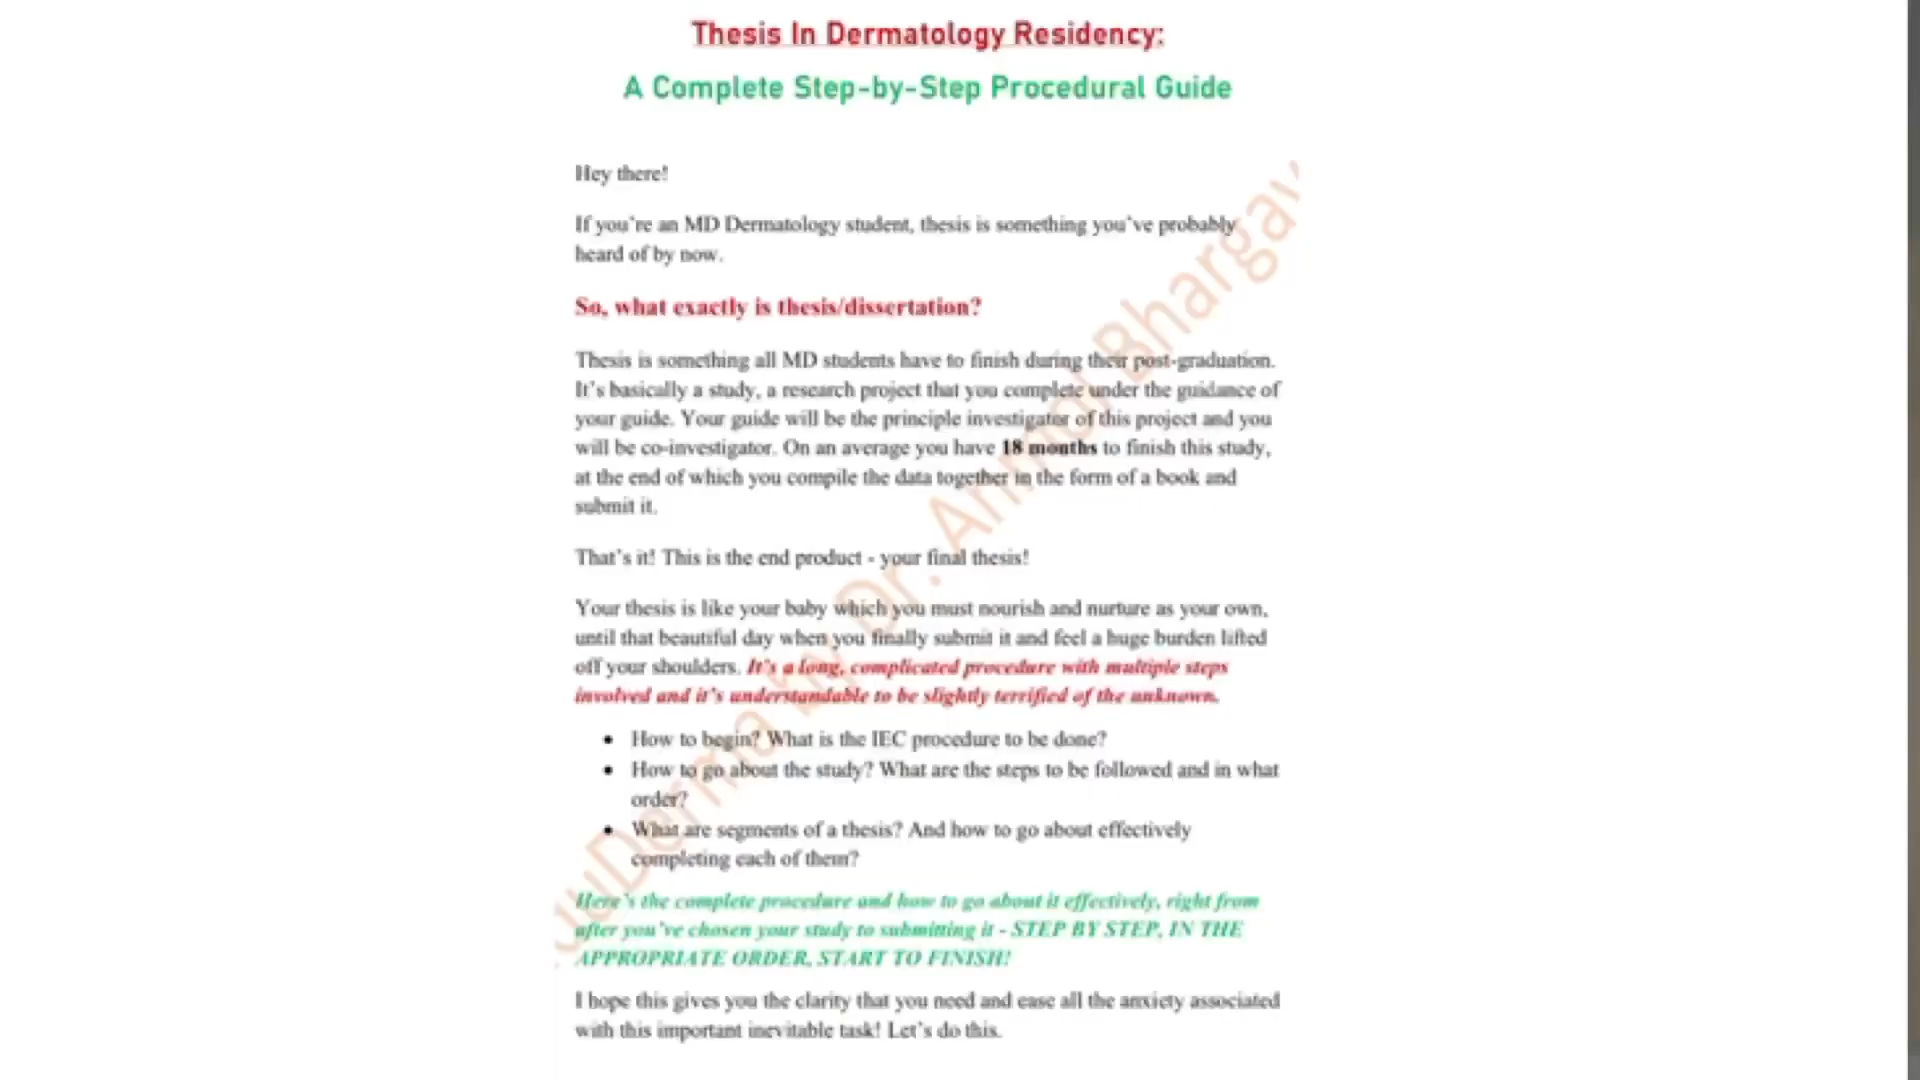 Thesis In Dermatology Residency:
A Complete Step-by-Step Procedural Guide
Hey there!
If you're an MD Dermatology student, thesis is something you've probably
heard of by now.
So, what exactly is thesis/dissertation?
Thesis is something all MD students have to finish during their post-graduation.
It's basically a study, a research project that you complete under the guidance of
your guide. Your guide will be the principle investigator of this project and you
will be co-investigator. On an average you have 18 months to finish this study,
at the end of which you compile the data together in the form of a book and
submit it.
That's it! This is the end product - your final thesis!
Your thesis is like your baby which you must nourish and nurture as your own,
until that beautiful day when you finally submit it and feel a huge burden lifted
off your shoulders. It's a long, complicated procedure with multiple steps
involved and it's understandable to be slightly terrified of the unknown.
• How to begin? What is the IEC procedure to be done?
• How to go about the study? What are the steps to be followed and in what
order?
• What are segments of a thesis? And how to go about effectively
completing each of them?
Here's the complete procedure and how to go about it effectively, right from
after you've chosen your study to submitting it - STEP BY STEP, IN THE
APPROPRIATE ORDER, START TO FINISH!
I hope this gives you the clarity that you need and ease all the anxiety associated
with this important inevitable task! Let's do this.
by Dr.